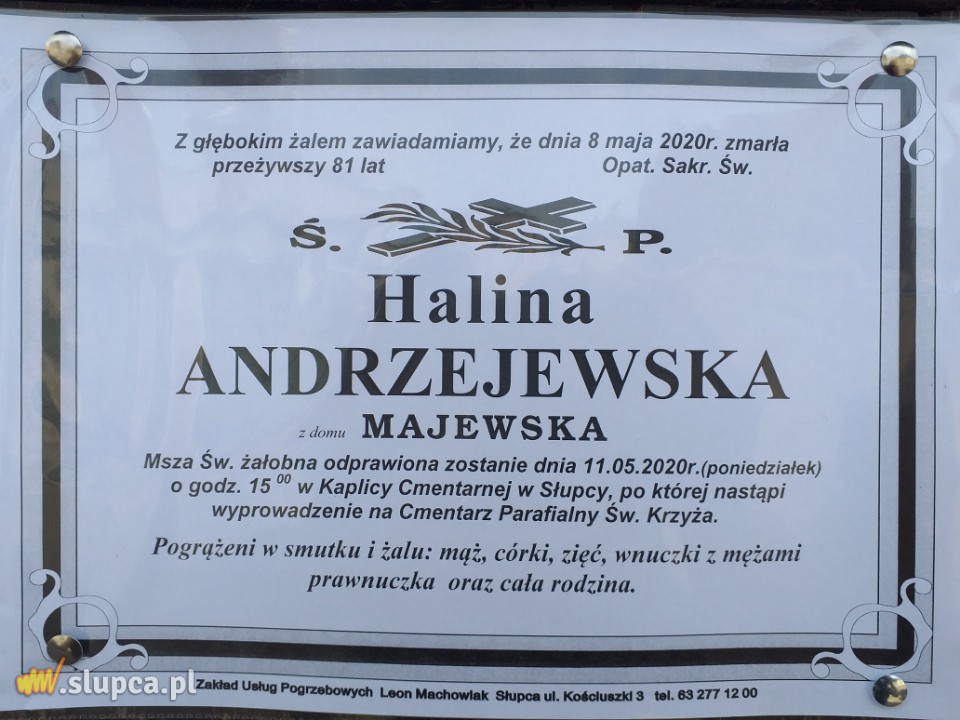 Z głębokim żalem zawiadamiamy, że dnia 8 maja 2020r. zmarła
przeżywszy 81 lat Opat. Sakr. Św.
Ś. P.
Halina
ANDRZEJEWSKA
z domu MAJEWSKA
Msza Św. żałobna odprawiona zostanie dnia 11.05.2020r.(poniedziałek)
o godz. 15 00 w Kaplicy Cmentarnej w Słupcy, po której nastąpi
wyprowadzenie na Cmentarz Parafialny Św. Krzyża.
Pogrążeni w smutku i żalu: mąż, córki, zięć, wnuczki z mężami
prawnuczka oraz cała rodzina.
Zakład Usług Pogrzebowych Leon Machowiak Słupca ul. Kościuszki 3 tel. 63 277 12 00
www.slupca.pl